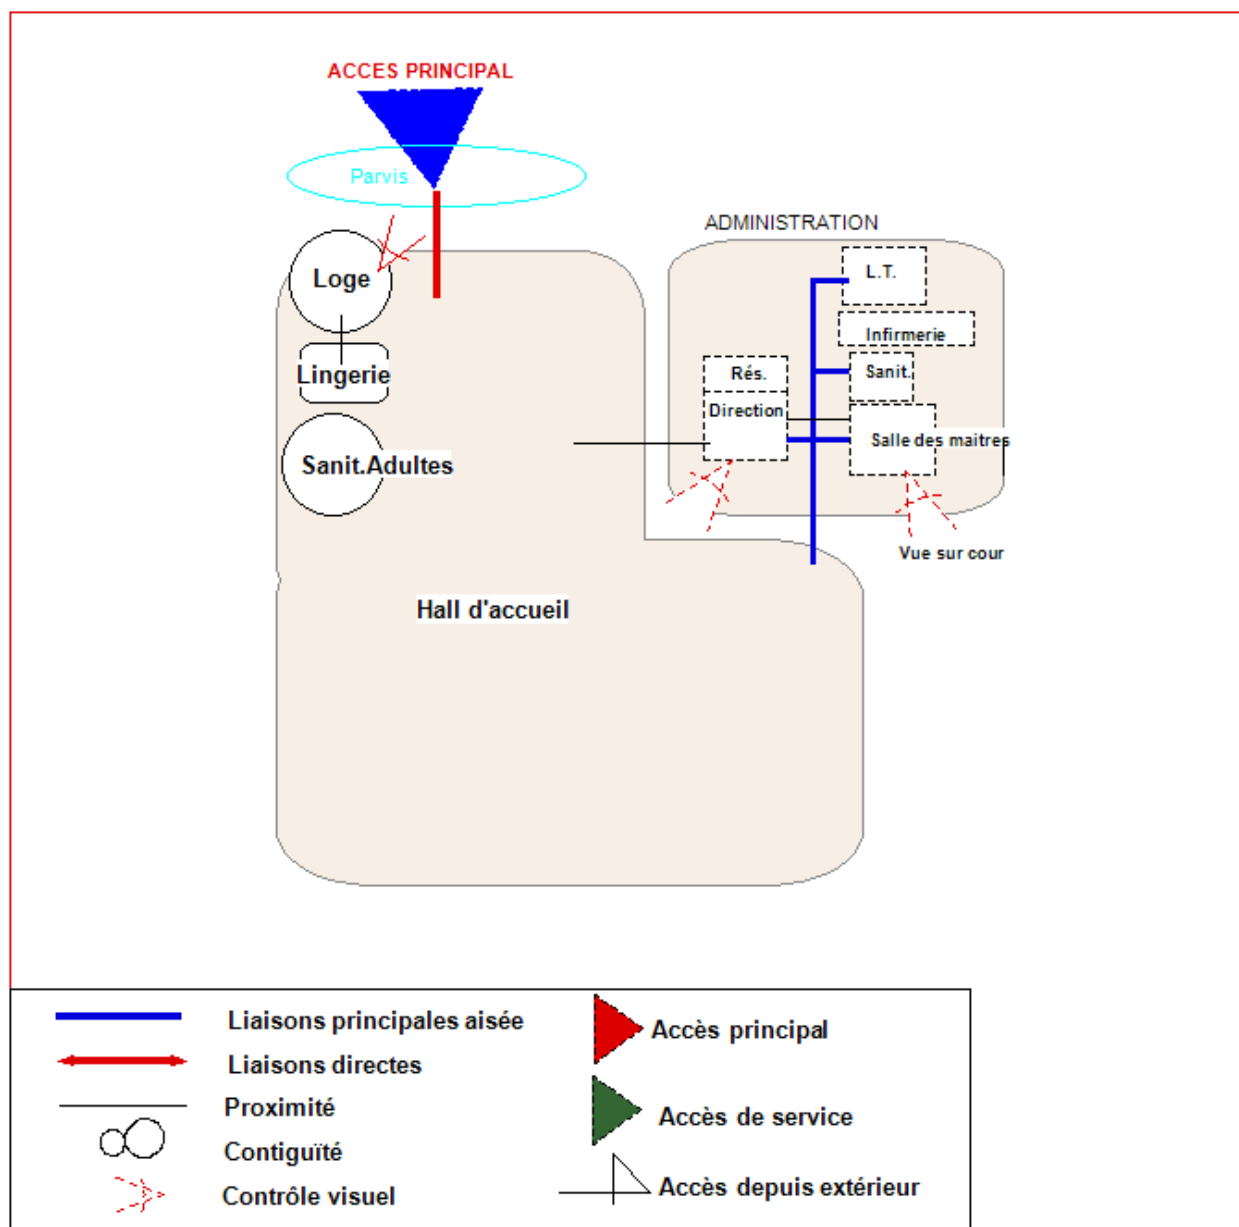 ACCES PRINCIPAL
Parvis
ADMINISTRATION
Loge
L.T.
Infirmerie
Lingerie
Rés.
Sanit.
Direction
Salle des maitres
Sanit.Adultes
Vue sur cour
Hall d'accueil
Liaisons principales aisée
Accès principal
Liaisons directes
Proximité
Accès de service
Contiguïté
Contrôle visuel
Accès depuis extérieur